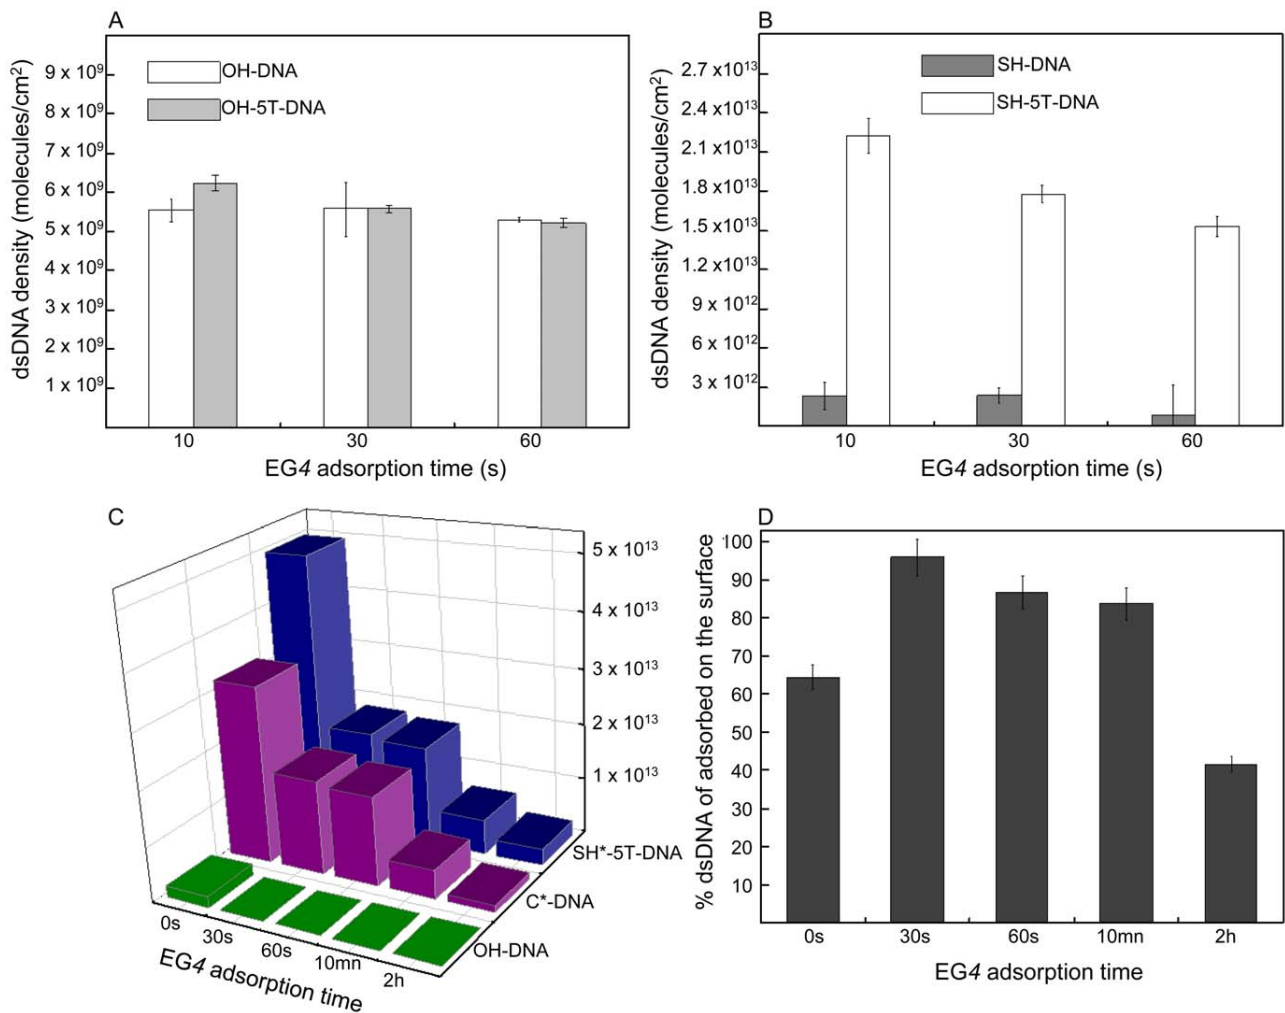 A
dsDNA density (molecules/cm²)
9 x 10⁹
8 x 10⁹
7 x 10⁹
6 x 10⁹
5 x 10⁹
4 x 10⁹
3 x 10⁹
2 x 10⁹
1 x 10⁹
OH-DNA
OH-5T-DNA
10 30 60
EG4 adsorption time (s)
B
dsDNA density (molecules/cm²)
2.7 x10¹³
2.4 x10¹³
2.1 x10¹³
1.8 x10¹³
1.5 x10¹³
1.2 x10¹³
9 x 10¹²
6 x 10¹²
3 x 10¹²
SH-DNA
SH-5T-DNA
10 30 60
EG4 adsorption time (s)
C
5 x 10¹³
4 x 10¹³
3 x 10¹³
2 x 10¹³
1 x 10¹³
SH*-5T-DNA
C*-DNA
OH-DNA
0s 30s 60s 10mn 2h
EG4 adsorption time
D
% dsDNA of adsorbed on the surface
100
90
80
70
60
50
40
30
20
10
0s 30s 60s 10mn 2h
EG4 adsorption time